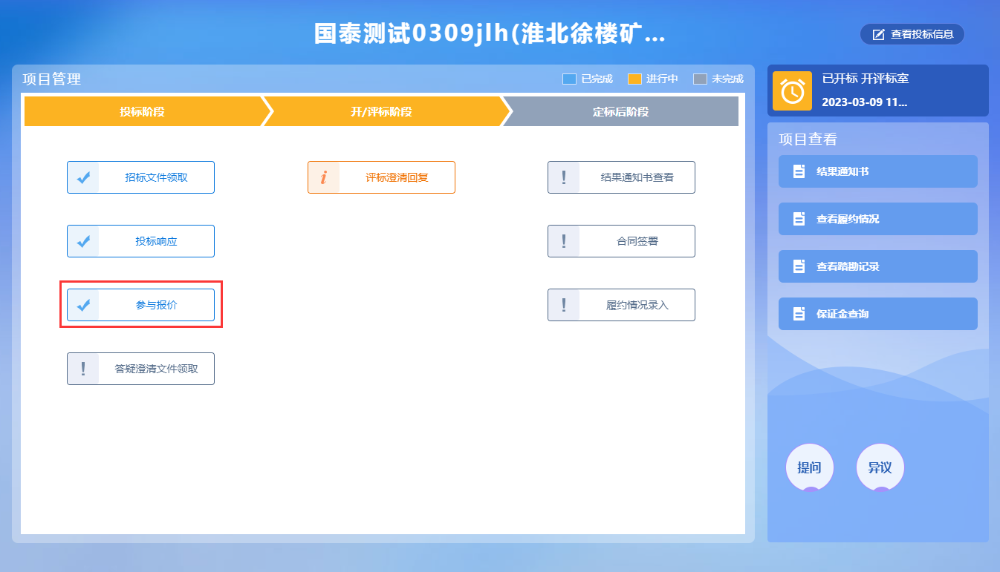 国泰测试0309jlh(淮北徐楼矿...
查看投标信息
项目管理
已完成
进行中
未完成
投标阶段
开/评标阶段
定标后阶段
招标文件领取
投标响应
参与报价
答疑澄清文件领取
评标澄清回复
结果通知书查看
合同签署
履约情况录入
已开标 开评标室
2023-03-09 11...
项目查看
结果通知书
查看履约情况
查看踏勘记录
保证金查询
提问
异议